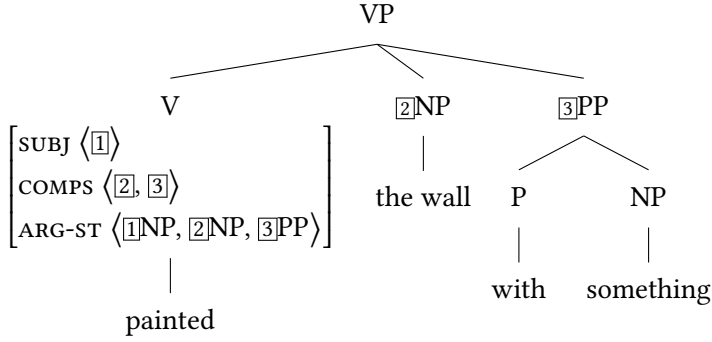 VP
V 2NP 3PP
SUBJ ⟨1⟩
COMPS ⟨2, 3⟩
ARG-ST ⟨1NP, 2NP, 3PP⟩
the wall P NP
with something
painted